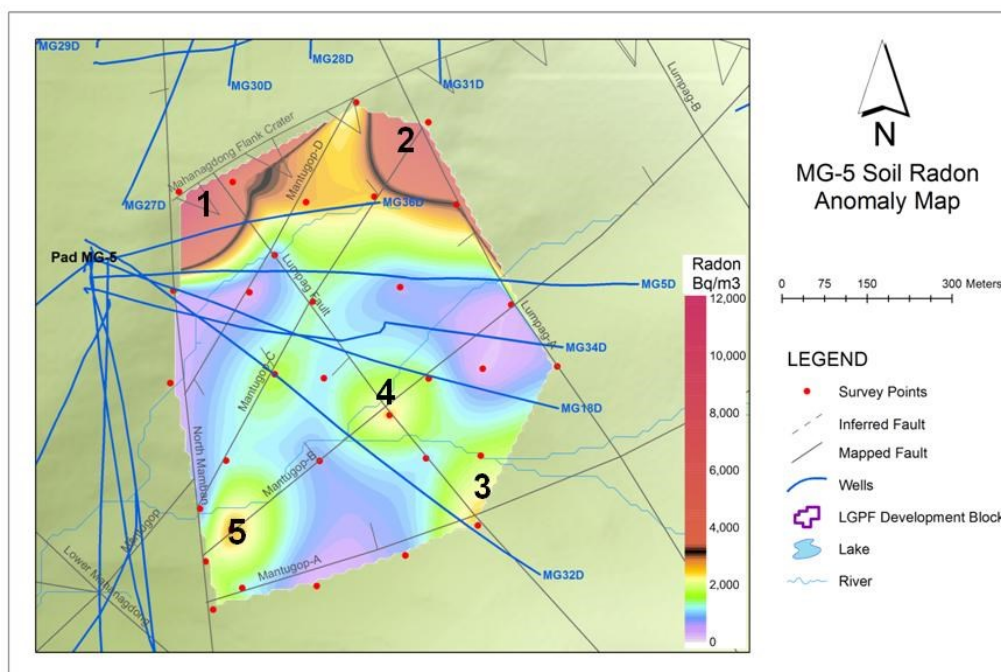 MG29D
MG30D
MG28D
MG31D
Lumpag-B
Mahanagdong Flank Crater
Mantugop-D
2
1
MG27D
MG36D
Pad MG-5
Lumpag Fault
MG5D
Lumpag-A
MG34D
Mantugop-C
4
MG18D
North Mamban
Mantugop-B
3
5
Mantugop
Mantugop-A
Lower Mahanagdong
MG32D
Radon
Bq/m3
12,000
10,000
8,000
6,000
4,000
2,000
0
N
MG-5 Soil Radon
Anomaly Map
0 75 150 300 Meters
LEGEND
Survey Points
Inferred Fault
Mapped Fault
Wells
LGPF Development Block
Lake
River